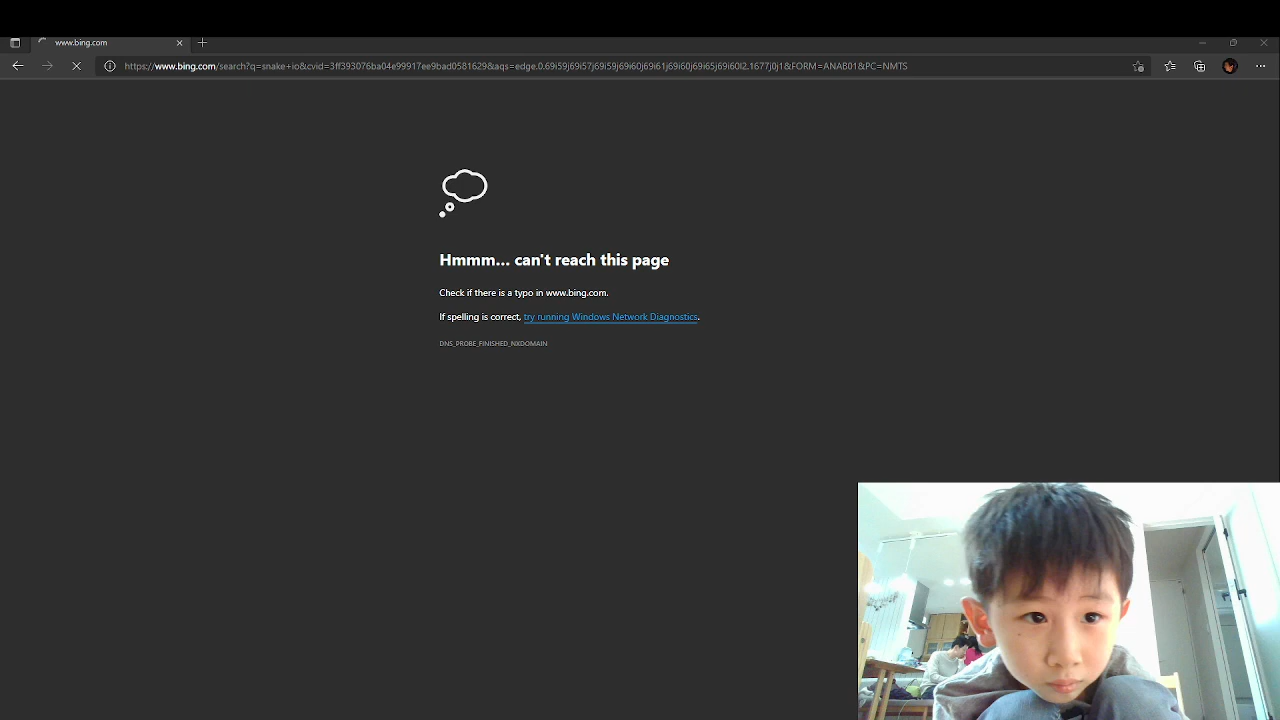 www.bing.com
https://www.bing.com/search?q=snake+io&cvid=3ff393076ba04e99917ee9bad0581629&aqs=edge.0.69i59j69i57j69i59j69i60j69i61j69i60j69i65j69i60l2.1677j0j1&FORM=ANAB01&PC=NMTS
Hmmm... can't reach this page
Check if there is a typo in www.bing.com.
If spelling is correct, try running Windows Network Diagnostics.
DNS_PROBE_FINISHED_NXDOMAIN